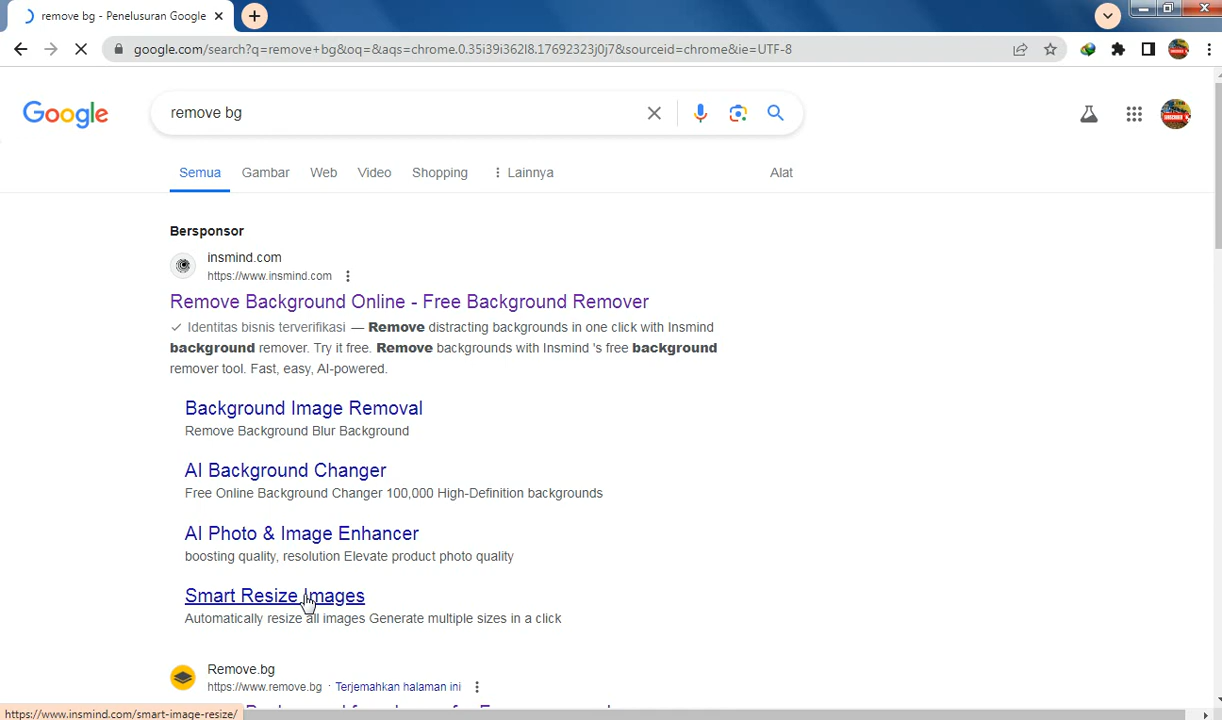 remove bg - Penelusuran Google
google.com/search?q=remove+bg&oq=&aqs=chrome.0.35i39i362l8.17692323j0j7&sourceid=chrome&ie=UTF-8
Google
remove bg
Semua Gambar Web Video Shopping Lainnya Alat
Bersponsor
insmind.com
https://www.insmind.com
Remove Background Online - Free Background Remover
Identitas bisnis terverifikasi — Remove distracting backgrounds in one click with Insmind
background remover. Try it free. Remove backgrounds with Insmind 's free background
remover tool. Fast, easy, AI-powered.
Background Image Removal
Remove Background Blur Background
AI Background Changer
Free Online Background Changer 100,000 High-Definition backgrounds
AI Photo & Image Enhancer
boosting quality, resolution Elevate product photo quality
Smart Resize Images
Automatically resize all images Generate multiple sizes in a click
Remove.bg
https://www.remove.bg · Terjemahkan halaman ini
https://www.insmind.com/smart-image-resize/